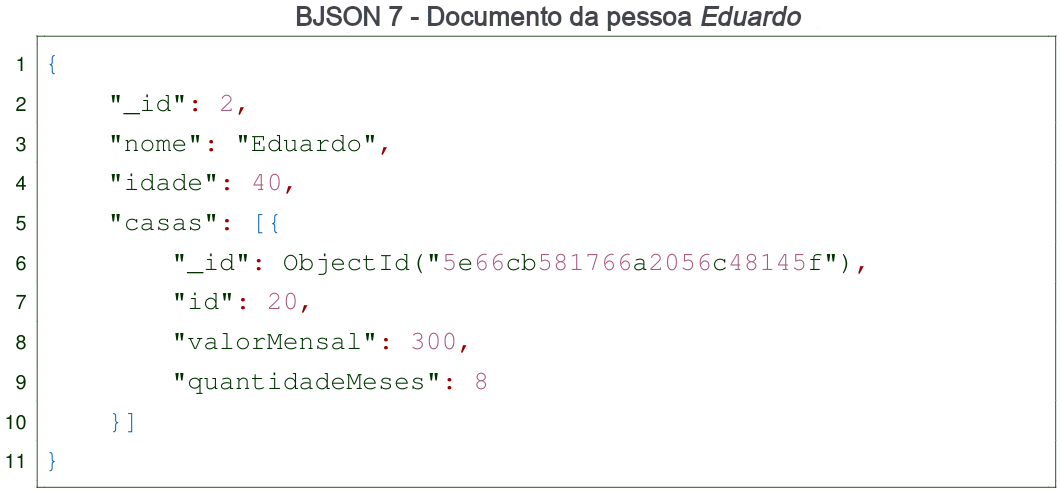 BJSON 7 - Documento da pessoa Eduardo
1 {
2 "_id": 2,
3 "nome": "Eduardo",
4 "idade": 40,
5 "casas": [{
6 "_id": ObjectId("5e66cb581766a2056c48145f"),
7 "id": 20,
8 "valorMensal": 300,
9 "quantidadeMeses": 8
10 }]
11 }